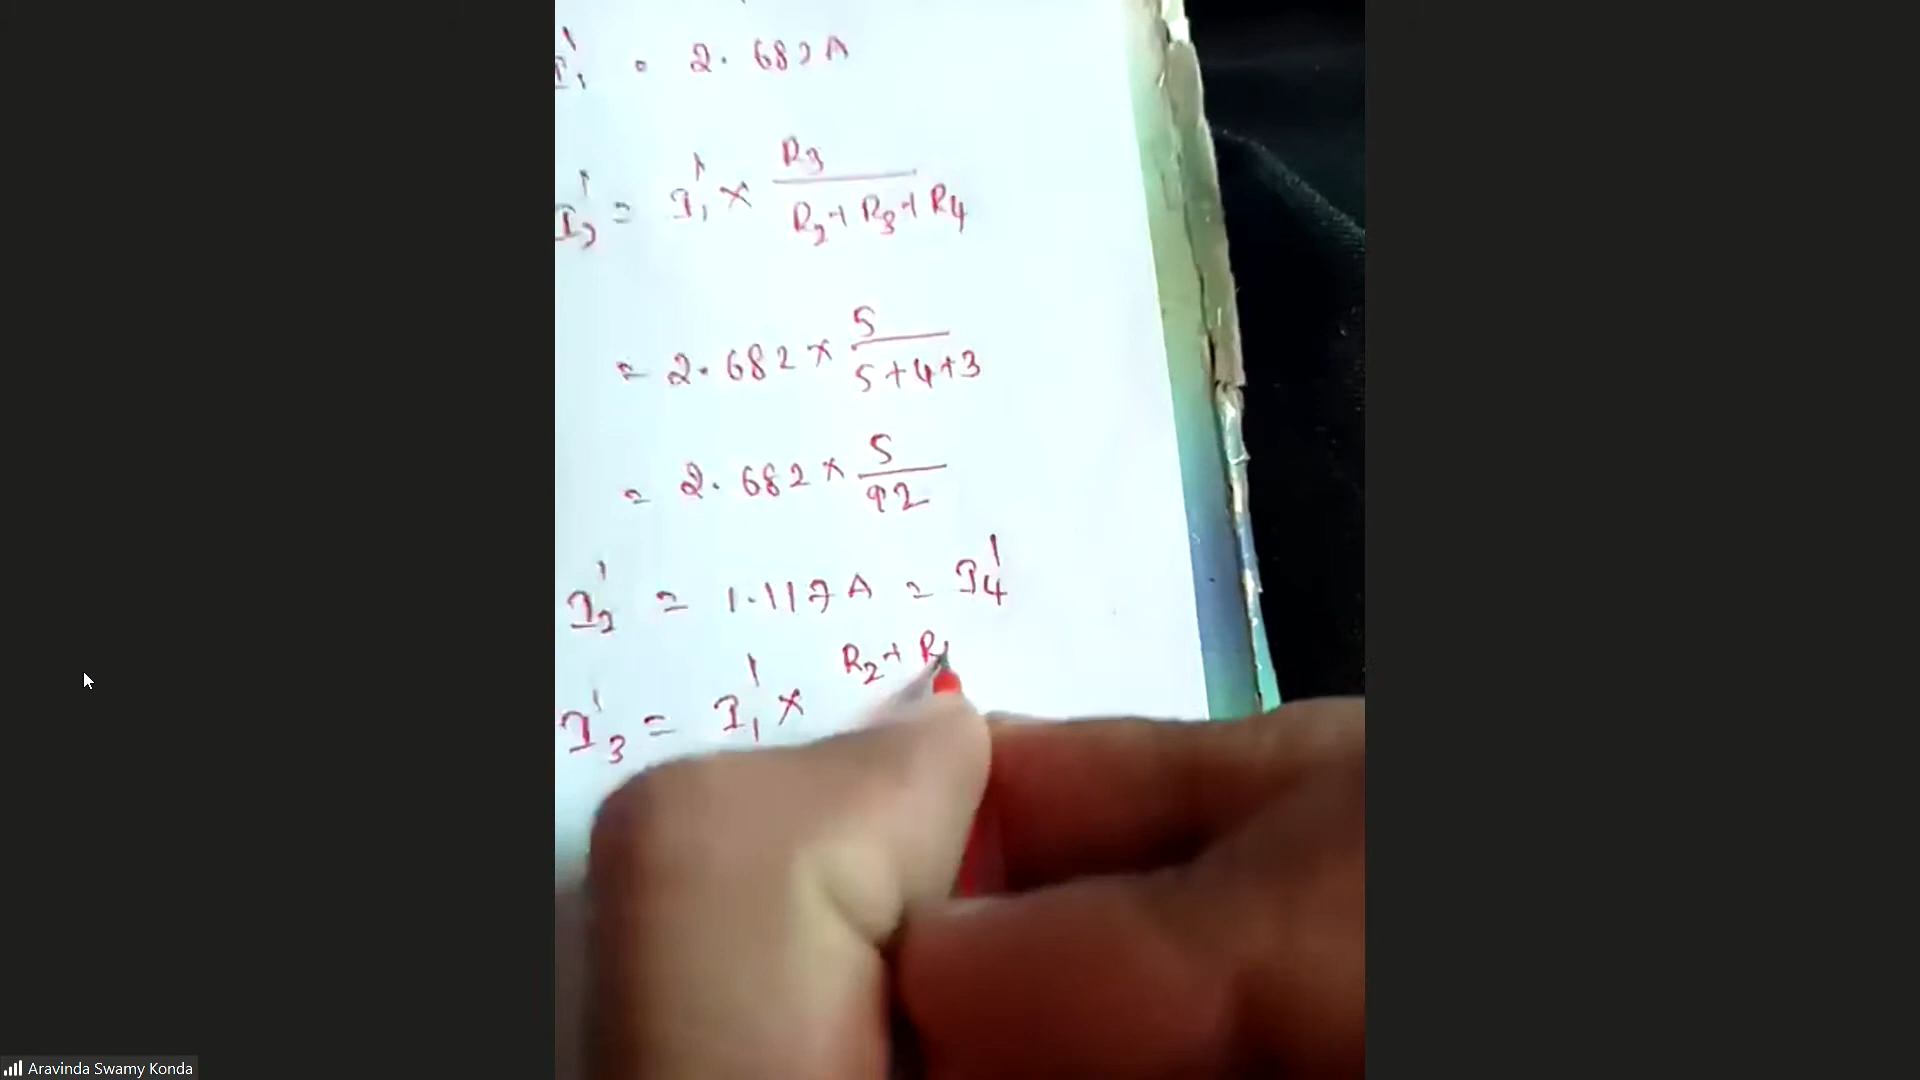 I₁' = 2.682 A
I₂' = I₁' × R₃ / (R₂ + R₃ + R₄)
= 2.682 × 5 / (5+4+3)
= 2.682 × 5 / 12
I₂' = 1.117 A = I₄'
I₃' = I₁' × R₂ + R
Aravinda Swamy Konda